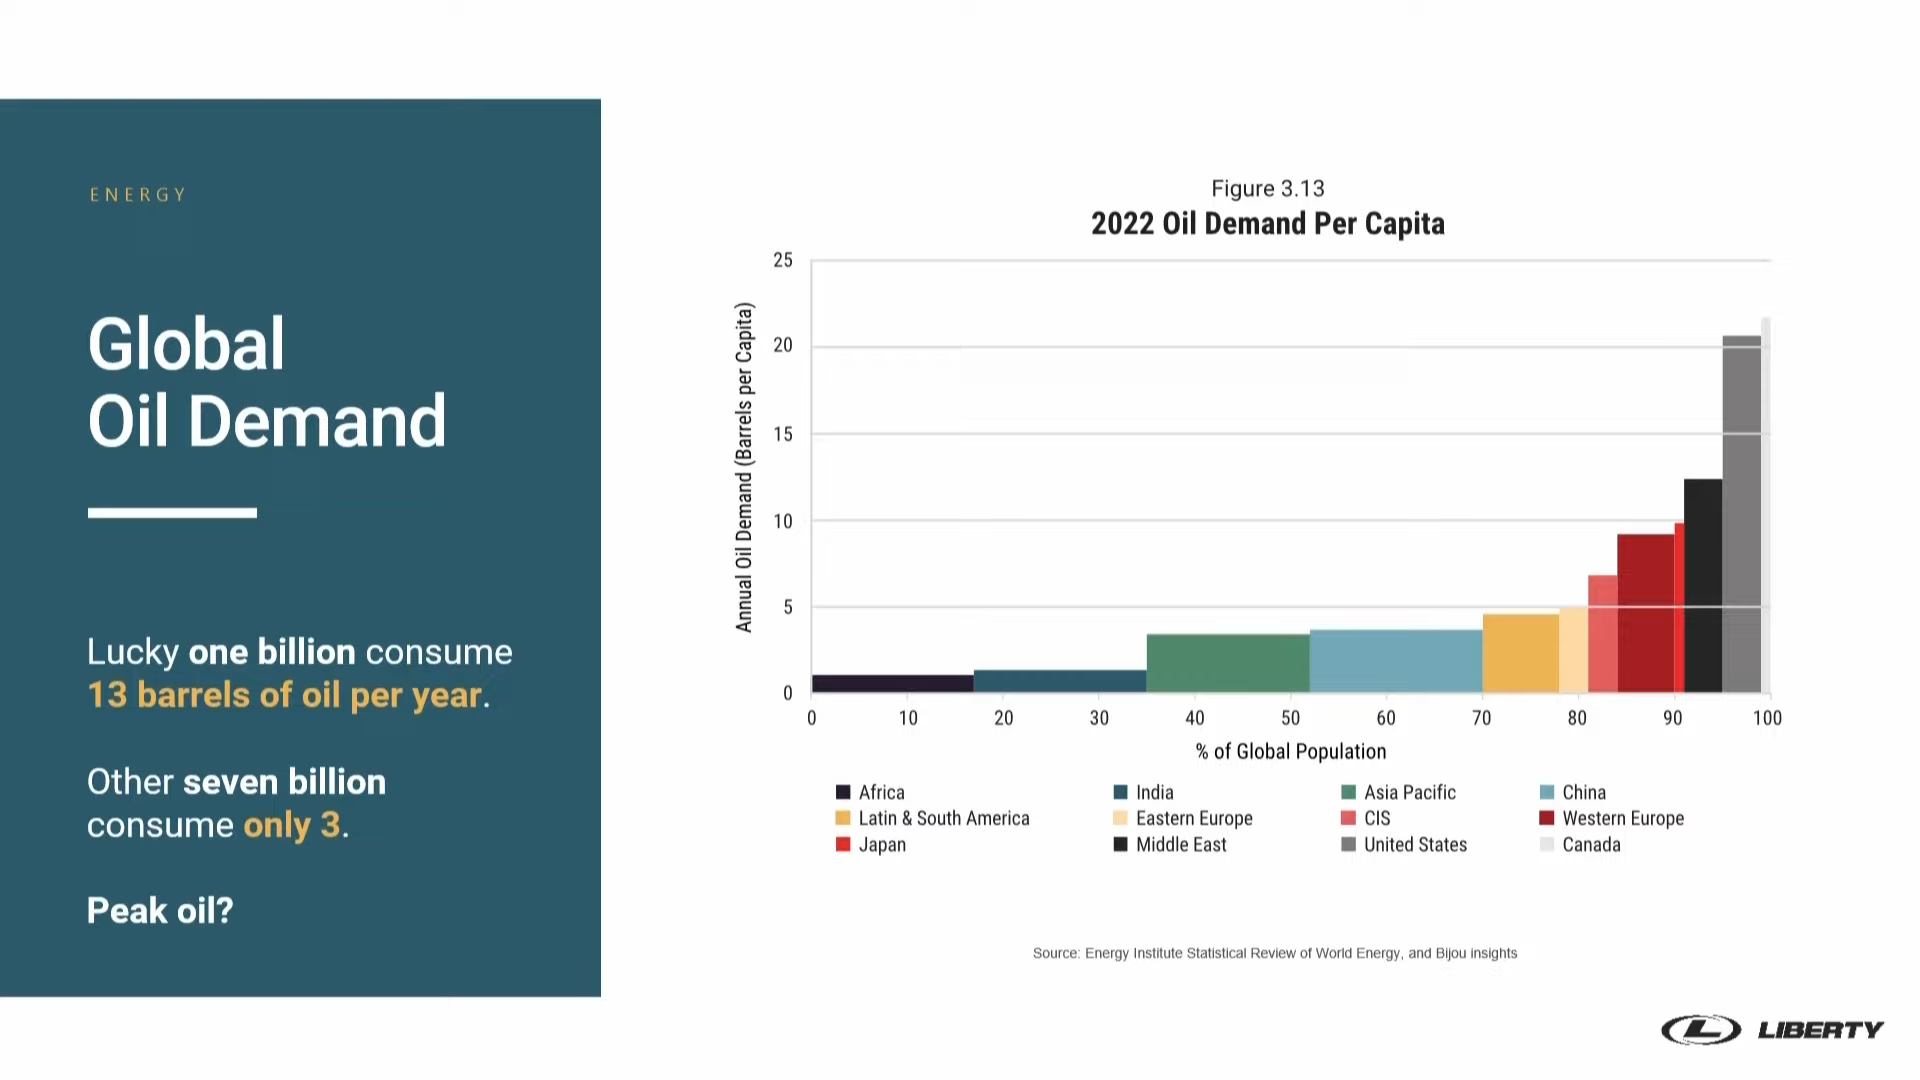 ENERGY
Global
Oil Demand
Lucky one billion consume
13 barrels of oil per year.
Other seven billion
consume only 3.
Peak oil?
Figure 3.13
2022 Oil Demand Per Capita
Annual Oil Demand (Barrels per Capita)
25
20
15
10
5
0
0 10 20 30 40 50 60 70 80 90 100
% of Global Population
Africa India Asia Pacific China
Latin & South America Eastern Europe CIS Western Europe
Japan Middle East United States Canada
Source: Energy Institute Statistical Review of World Energy, and Bijou insights
L LIBERTY